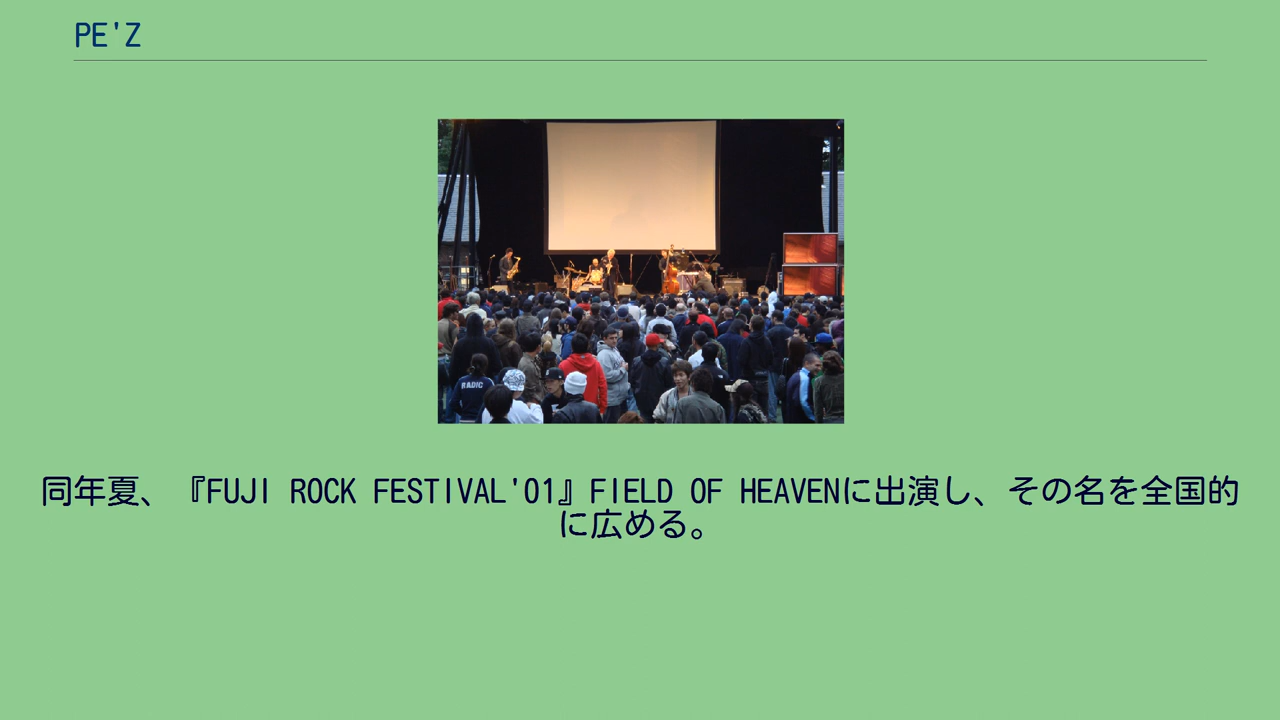 PE'Z
RADIC
同年夏、『FUJI ROCK FESTIVAL'01』FIELD OF HEAVENに出演し、その名を全国的
に広める。